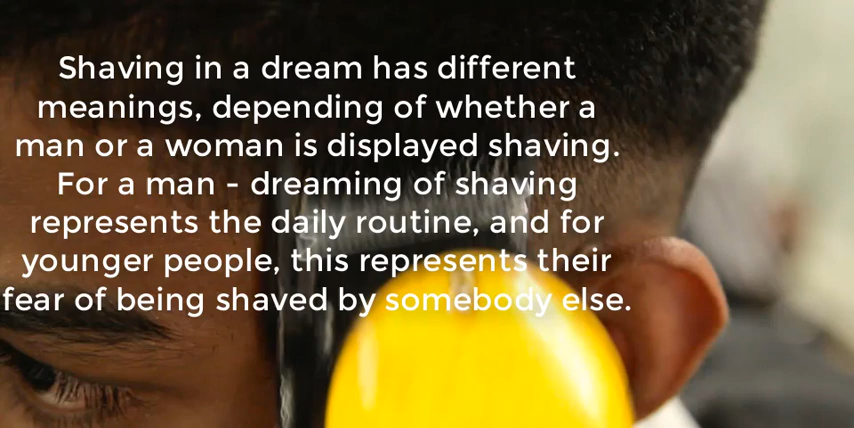 Shaving in a dream has different
meanings, depending of whether a
man or a woman is displayed shaving.
For a man - dreaming of shaving
represents the daily routine, and for
younger people, this represents their
fear of being shaved by somebody else.